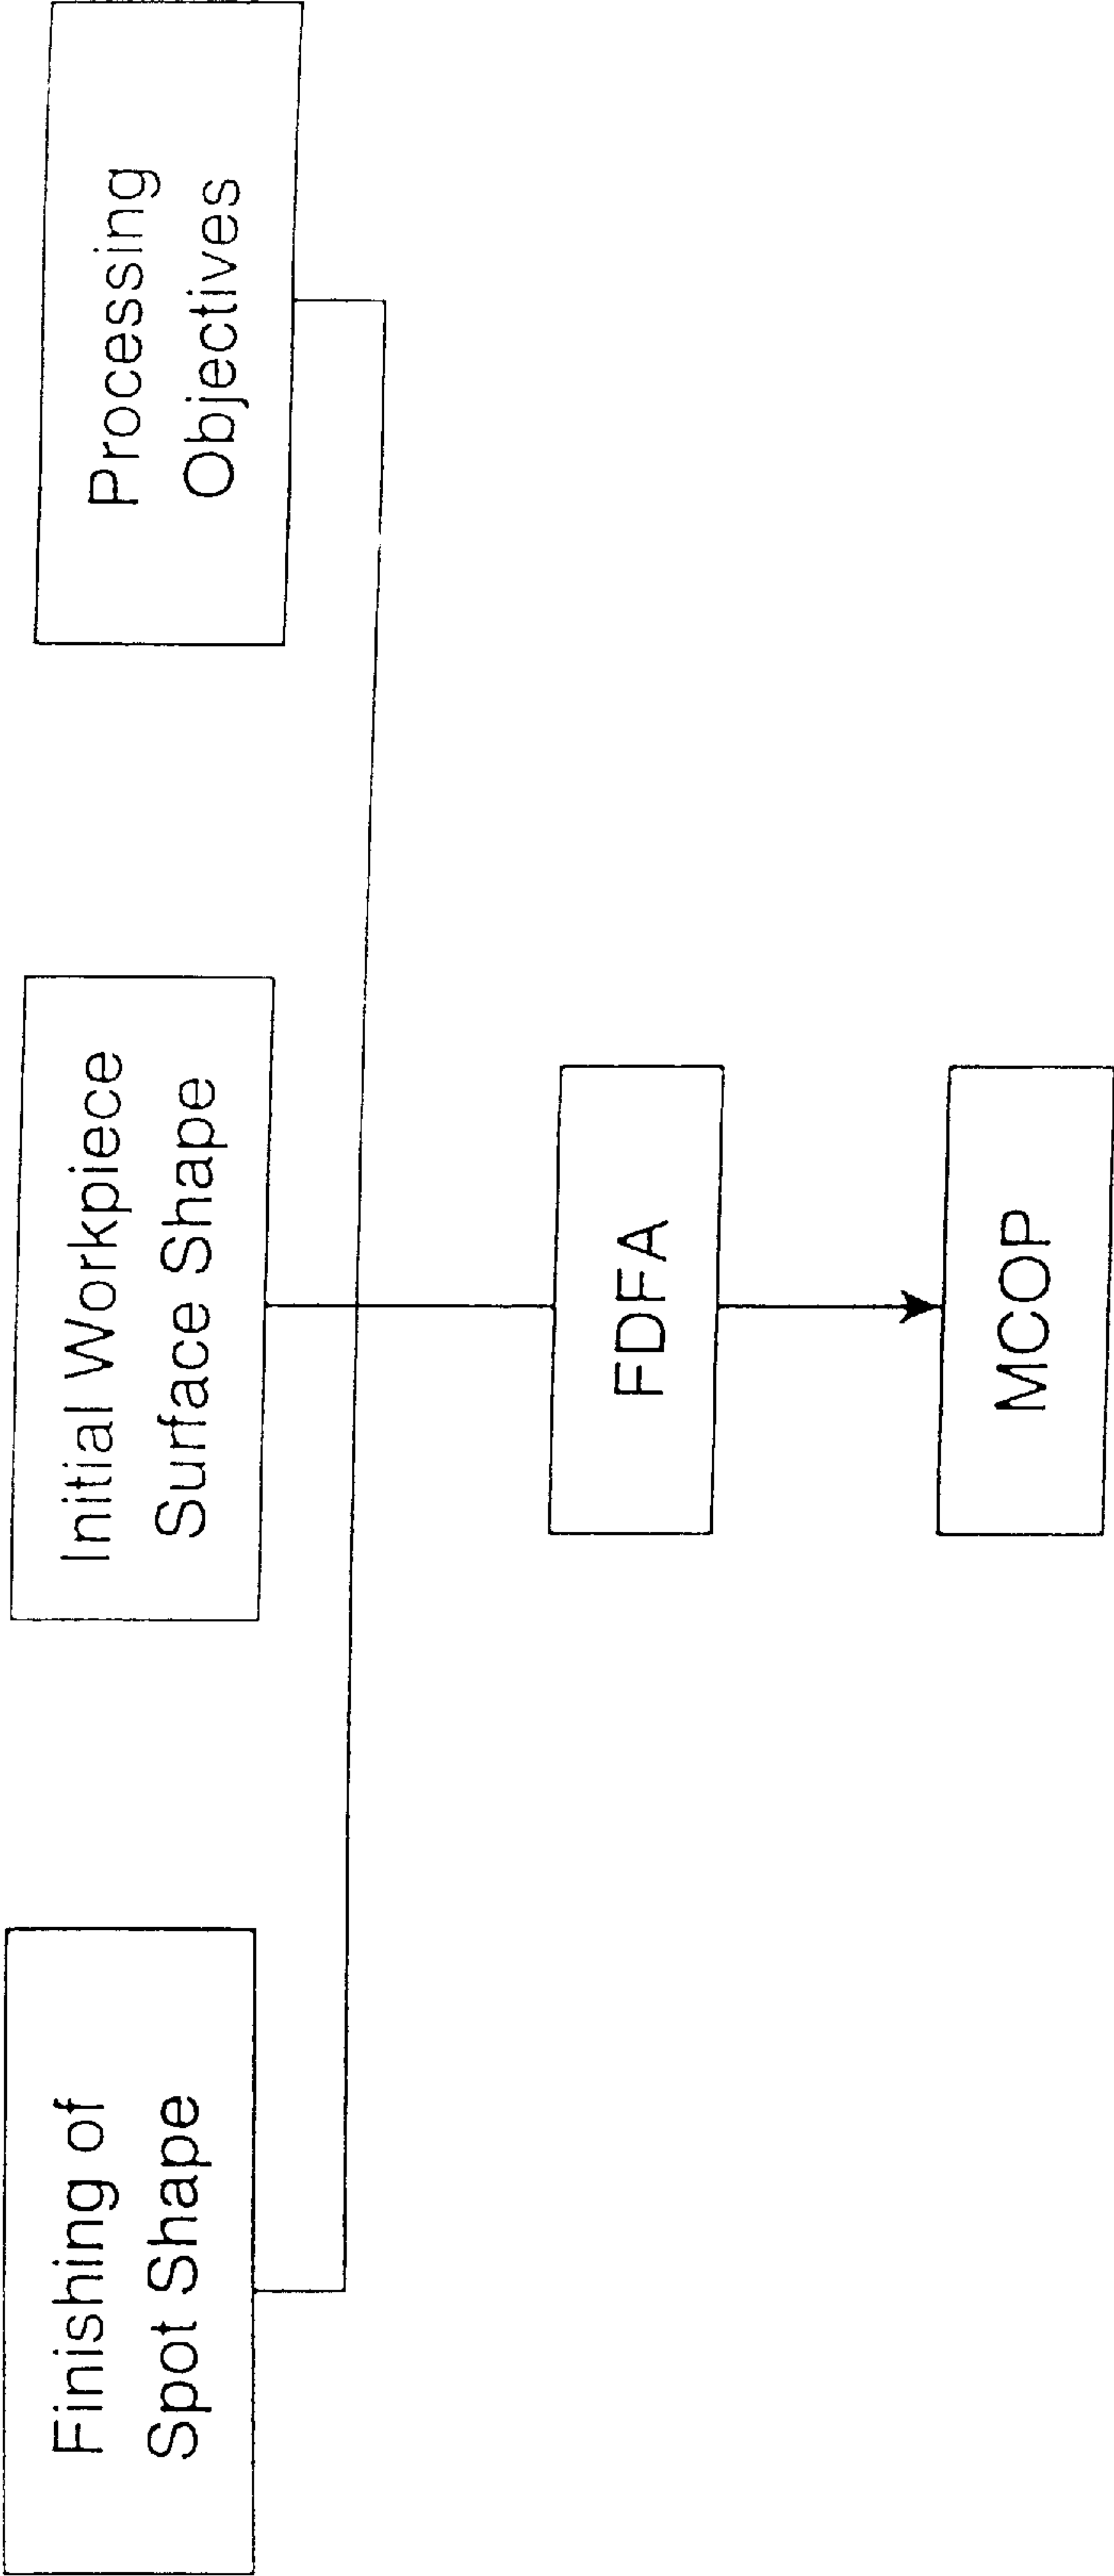 Finishing of
Spot Shape
Initial Workpiece
Surface Shape
Processing
Objectives
FDFA
MCOP